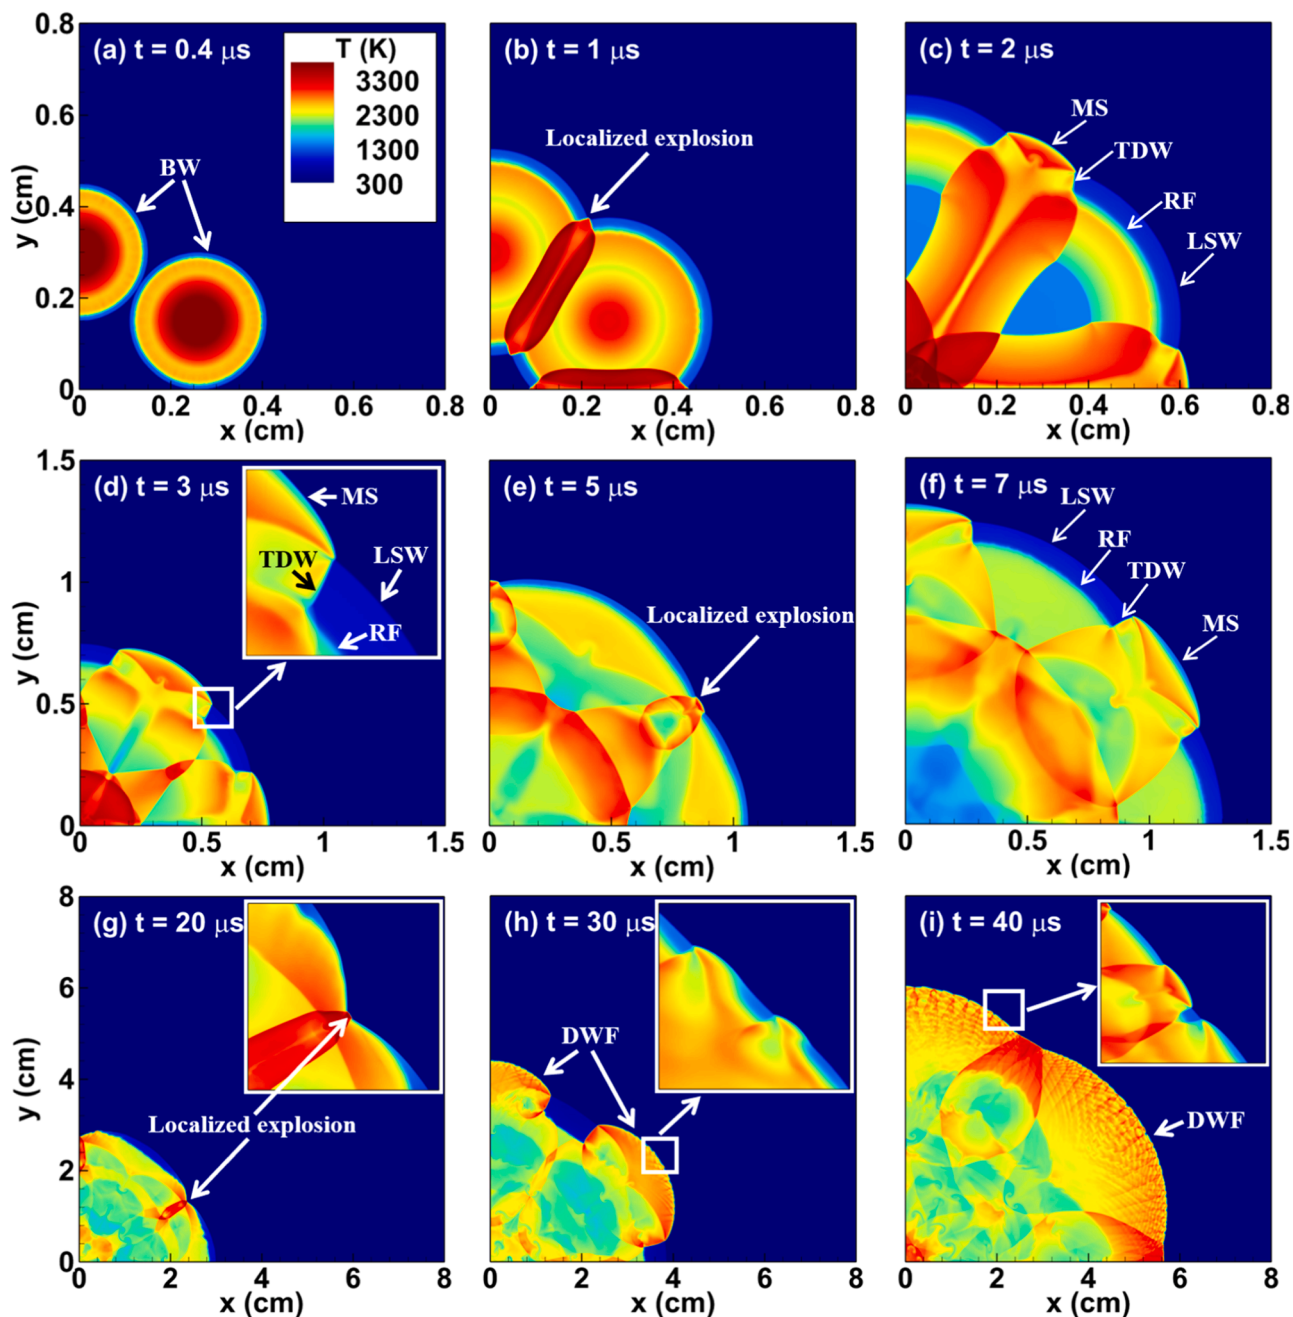 (a) t = 0.4 μs
T (K)
3300
2300
1300
300
BW
0.8
0.6
0.4
0.2
0
y (cm)
0 0.2 0.4 0.6 0.8
x (cm)
(b) t = 1 μs
Localized explosion
0 0.2 0.4 0.6 0.8
x (cm)
(c) t = 2 μs
MS
TDW
RF
LSW
0 0.2 0.4 0.6 0.8
x (cm)
(d) t = 3 μs
MS
LSW
TDW
RF
1.5
1
0.5
0
y (cm)
0 0.5 1 1.5
x (cm)
(e) t = 5 μs
Localized explosion
0 0.5 1 1.5
x (cm)
(f) t = 7 μs
LSW
RF
TDW
MS
0 0.5 1 1.5
x (cm)
(g) t = 20 μs
Localized explosion
8
6
4
2
0
y (cm)
0 2 4 6 8
x (cm)
(h) t = 30 μs
DWF
0 2 4 6 8
x (cm)
(i) t = 40 μs
DWF
0 2 4 6 8
x (cm)